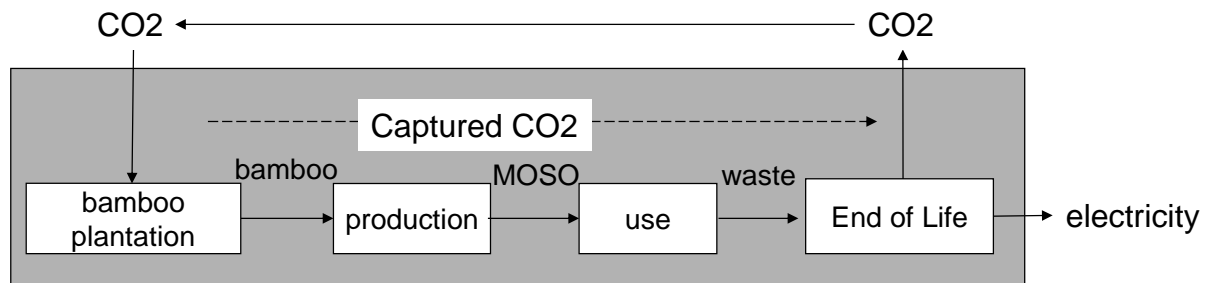 CO2 CO2
Captured CO2
bamboo MOSO waste
bamboo
plantation
production
use
End of Life
electricity